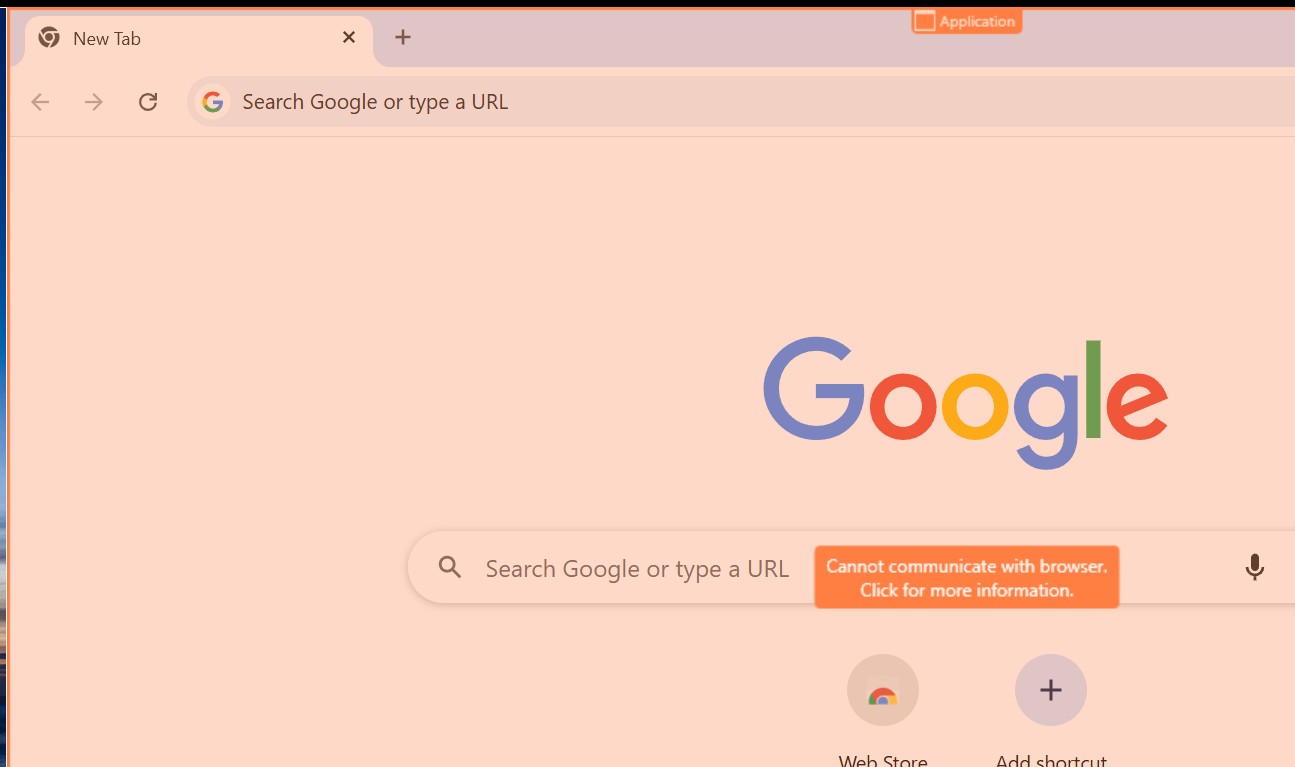 New Tab
Application
Search Google or type a URL
Google
Search Google or type a URL
Cannot communicate with browser.
Click for more information.
Web Store
Add shortcut